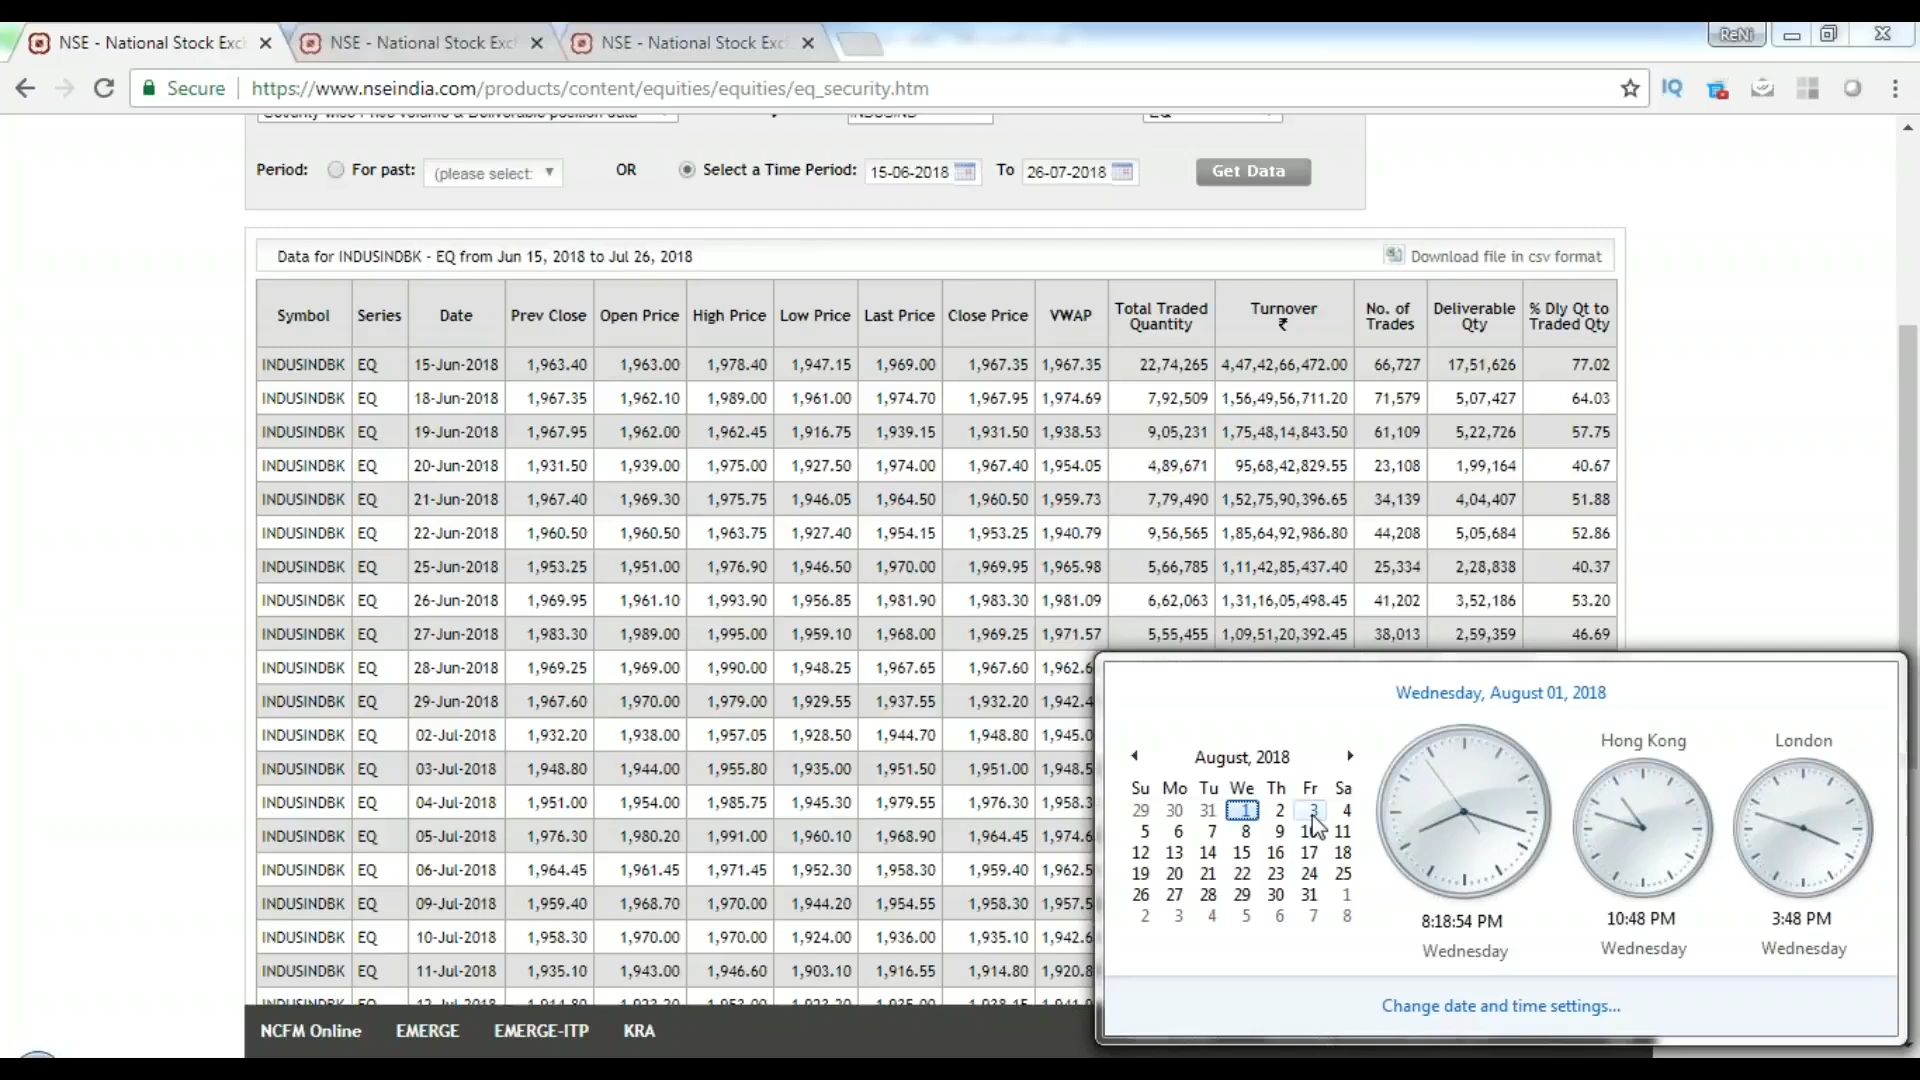 NSE - National Stock Exc NSE - National Stock Exc NSE - National Stock Exc ReNi
Secure https://www.nseindia.com/products/content/equities/equities/eq_security.htm IQ
Period: For past: (please select OR Select a Time Period: 15-06-2018 To 26-07-2018 Get Data
Data for INDUSINDBK - EQ from Jun 15, 2018 to Jul 26, 2018 Download file in csv format
Symbol Series Date Prev Close Open Price High Price Low Price Last Price Close Price VWAP Total Traded Quantity Turnover ₹ No. of Trades Deliverable Qty % Dly Qt to Traded Qty
INDUSINDBK EQ 15-Jun-2018 1,963.40 1,963.00 1,978.40 1,947.15 1,969.00 1,967.35 1,967.35 22,74,265 4,47,42,66,472.00 66,727 17,51,626 77.02
INDUSINDBK EQ 18-Jun-2018 1,967.35 1,962.10 1,989.00 1,961.00 1,974.70 1,967.95 1,974.69 7,92,509 1,56,49,56,711.20 71,579 5,07,427 64.03
INDUSINDBK EQ 19-Jun-2018 1,967.95 1,962.00 1,962.45 1,916.75 1,939.15 1,931.50 1,938.53 9,05,231 1,75,48,14,843.50 61,109 5,22,726 57.75
INDUSINDBK EQ 20-Jun-2018 1,931.50 1,939.00 1,975.00 1,927.50 1,974.00 1,967.40 1,954.05 4,89,671 95,68,42,829.55 23,108 1,99,164 40.67
INDUSINDBK EQ 21-Jun-2018 1,967.40 1,969.30 1,975.75 1,946.05 1,964.50 1,960.50 1,959.73 7,79,490 1,52,75,90,396.65 34,139 4,04,407 51.88
INDUSINDBK EQ 22-Jun-2018 1,960.50 1,960.50 1,963.75 1,927.40 1,954.15 1,953.25 1,940.79 9,56,565 1,85,64,92,986.80 44,208 5,05,684 52.86
INDUSINDBK EQ 25-Jun-2018 1,953.25 1,951.00 1,976.90 1,946.50 1,970.00 1,969.95 1,965.98 5,66,785 1,11,42,85,437.40 25,334 2,28,838 40.37
INDUSINDBK EQ 26-Jun-2018 1,969.95 1,961.10 1,993.90 1,956.85 1,981.90 1,983.30 1,981.09 6,62,063 1,31,16,05,498.45 41,202 3,52,186 53.20
INDUSINDBK EQ 27-Jun-2018 1,983.30 1,989.00 1,995.00 1,959.10 1,968.00 1,969.25 1,971.57 5,55,455 1,09,51,20,392.45 38,013 2,59,359 46.69
INDUSINDBK EQ 28-Jun-2018 1,969.25 1,969.00 1,990.00 1,948.25 1,967.65 1,967.60 1,962.6
INDUSINDBK EQ 29-Jun-2018 1,967.60 1,970.00 1,979.00 1,929.55 1,937.55 1,932.20 1,942.4
INDUSINDBK EQ 02-Jul-2018 1,932.20 1,938.00 1,957.05 1,928.50 1,944.70 1,948.80 1,945.0
INDUSINDBK EQ 03-Jul-2018 1,948.80 1,944.00 1,955.80 1,935.00 1,951.50 1,951.00 1,948.5
INDUSINDBK EQ 04-Jul-2018 1,951.00 1,954.00 1,985.75 1,945.30 1,979.55 1,976.30 1,958.3
INDUSINDBK EQ 05-Jul-2018 1,976.30 1,980.20 1,991.00 1,960.10 1,968.90 1,964.45 1,974.6
INDUSINDBK EQ 06-Jul-2018 1,964.45 1,961.45 1,971.45 1,952.30 1,958.30 1,959.40 1,962.5
INDUSINDBK EQ 09-Jul-2018 1,959.40 1,968.70 1,970.00 1,944.20 1,954.55 1,958.30 1,957.5
INDUSINDBK EQ 10-Jul-2018 1,958.30 1,970.00 1,970.00 1,924.00 1,936.00 1,935.10 1,942.6
INDUSINDBK EQ 11-Jul-2018 1,935.10 1,943.00 1,946.60 1,903.10 1,916.55 1,914.80 1,920.8
NCFM Online EMERGE EMERGE-ITP KRA
Wednesday, August 01, 2018
August, 2018
Su Mo Tu We Th Fr Sa
29 30 31 1 2 3 4
5 6 7 8 9 10 11
12 13 14 15 16 17 18
19 20 21 22 23 24 25
26 27 28 29 30 31 1
2 3 4 5 6 7 8
8:18:54 PM
Wednesday
Hong Kong
10:48 PM
Wednesday
London
3:48 PM
Wednesday
Change date and time settings...